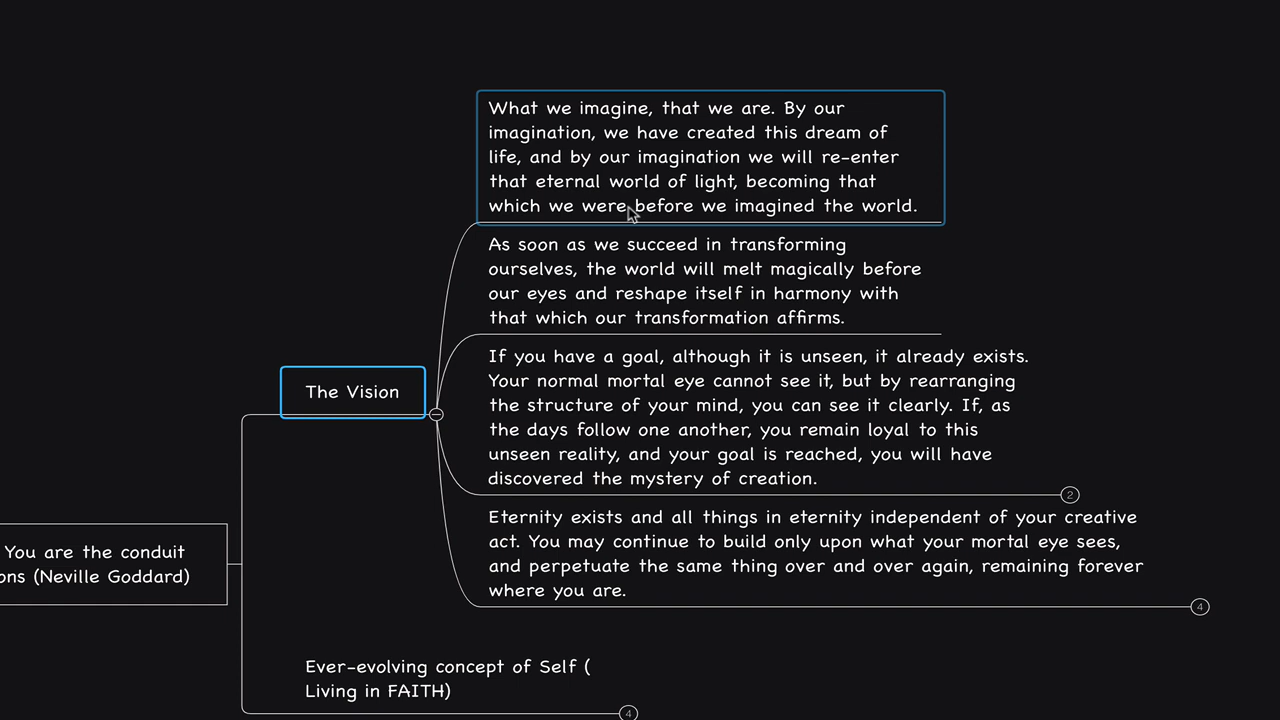 What we imagine, that we are. By our
imagination, we have created this dream of
life, and by our imagination we will re-enter
that eternal world of light, becoming that
which we were before we imagined the world.
As soon as we succeed in transforming
ourselves, the world will melt magically before
our eyes and reshape itself in harmony with
that which our transformation affirms.
If you have a goal, although it is unseen, it already exists.
Your normal mortal eye cannot see it, but by rearranging
the structure of your mind, you can see it clearly. If, as
the days follow one another, you remain loyal to this
unseen reality, and your goal is reached, you will have
discovered the mystery of creation.
2
Eternity exists and all things in eternity independent of your creative
act. You may continue to build only upon what your mortal eye sees,
and perpetuate the same thing over and over again, remaining forever
where you are.
4
The Vision
You are the conduit
ons (Neville Goddard)
Ever-evolving concept of Self (
Living in FAITH)
4